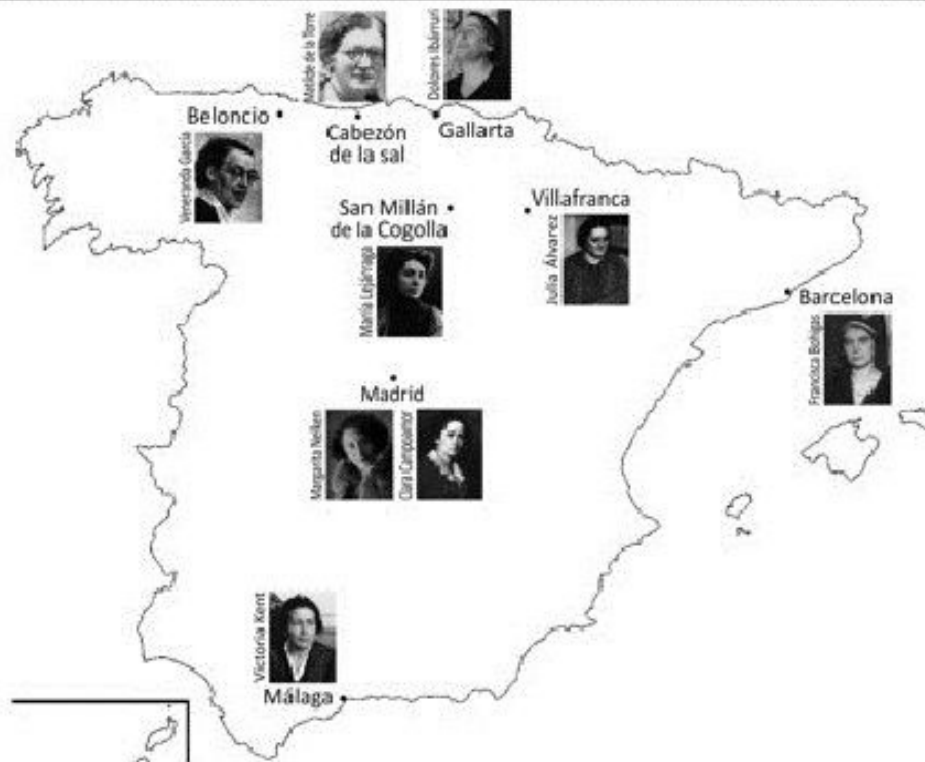 Matilde de la Torre
Dolores Ibárruri
Beloncio
Cabezón
de la sal
Gallarta
Veneranda García
San Millán
de la Cogolla
Villafranca
María Lejárraga
Julia Álvarez
Barcelona
Francisca Bohigas
Madrid
Margarita Nelken
Clara Campoamor
Victoria Kent
Málaga